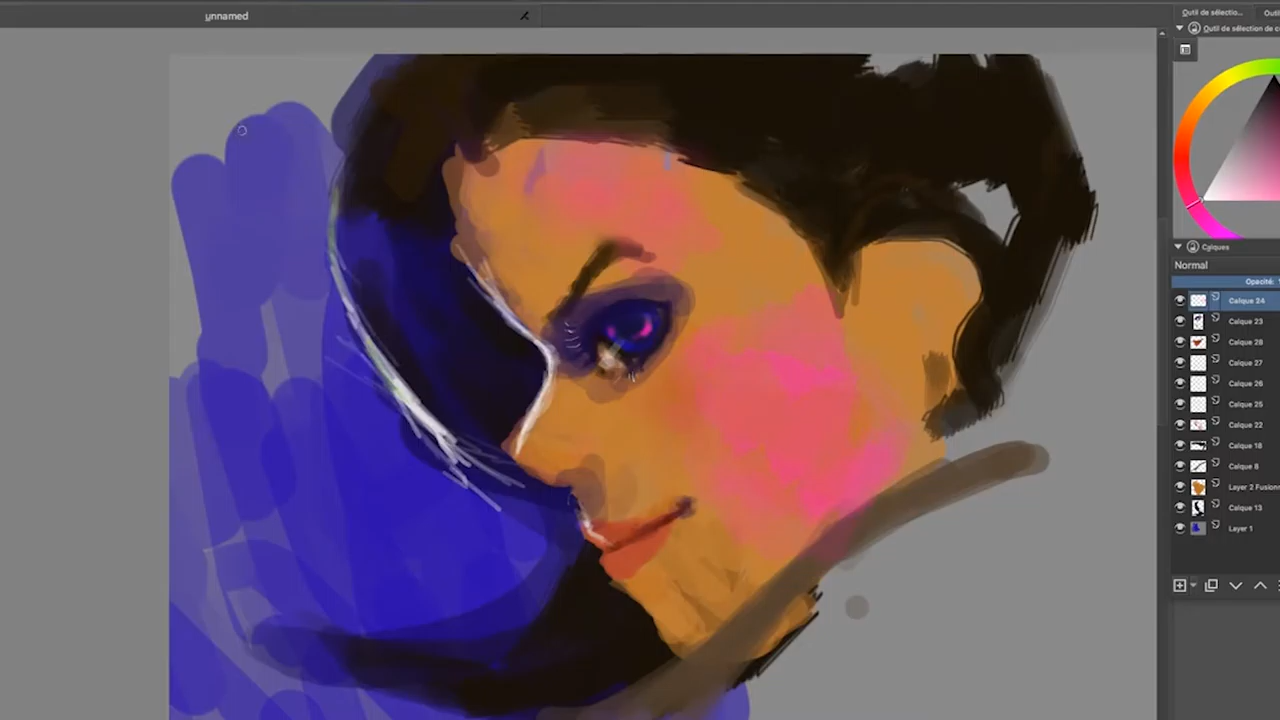 unnamed
Outil de sélectio...
Outil de sélection de c
Calques
Normal
Opacité:
Calque 24
Calque 23
Calque 28
Calque 27
Calque 26
Calque 25
Calque 22
Calque 18
Calque 8
Layer 2 Fusion
Calque 13
Layer 1